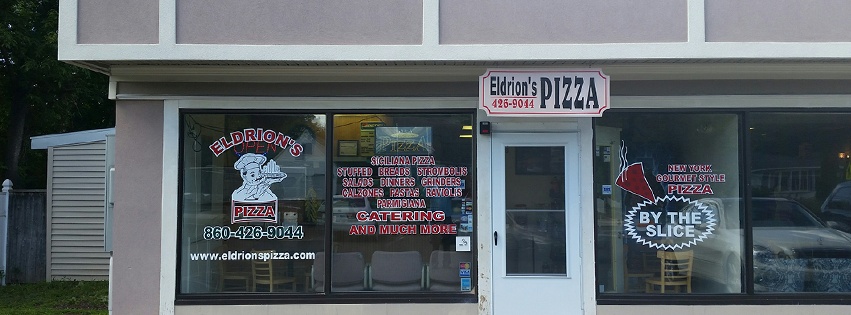 Eldrion's PIZZA
426-9044
ELDRION'S
OPEN
PIZZA
860-426-9044
www.eldrionspizza.com
PIZZA
SICILIANA PIZZA
STUFFED BREADS STROMBOLIS
SALADS DINNERS GRINDERS
CALZONES PASTAS RAVIOLIS
PARMIGIANA
CATERING
AND MUCH MORE
NEW YORK
GOURMET STYLE
PIZZA
BY THE
SLICE